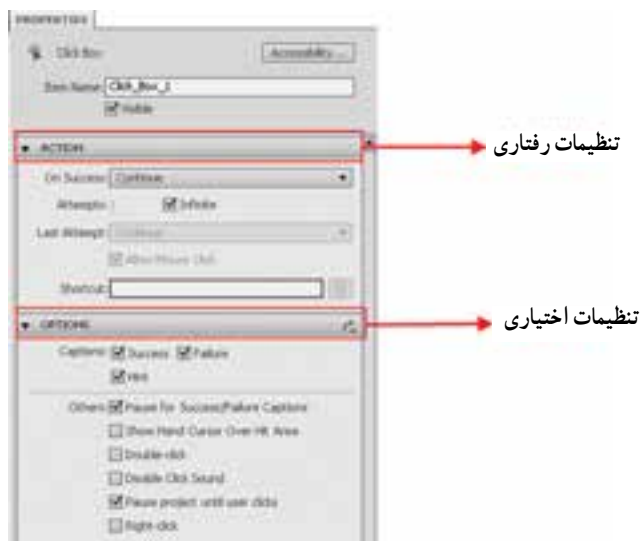 PROPERTIES
Click Box
Accessibility...
Item Name: Click_Box_1
Visible
ACTION
تنظیمات رفتاری
On Success: Continue
Attempts: Infinite
Last Attempt: Continue
Allow Mouse Click
Shortcut:
OPTIONS
تنظیمات اختیاری
Captions: Success Failure
Hint
Others: Pause for Success/Failure Captions
Show Hand Cursor Over Hit Area
Double-click
Disable Click Sound
Pause project until user clicks
Right-click